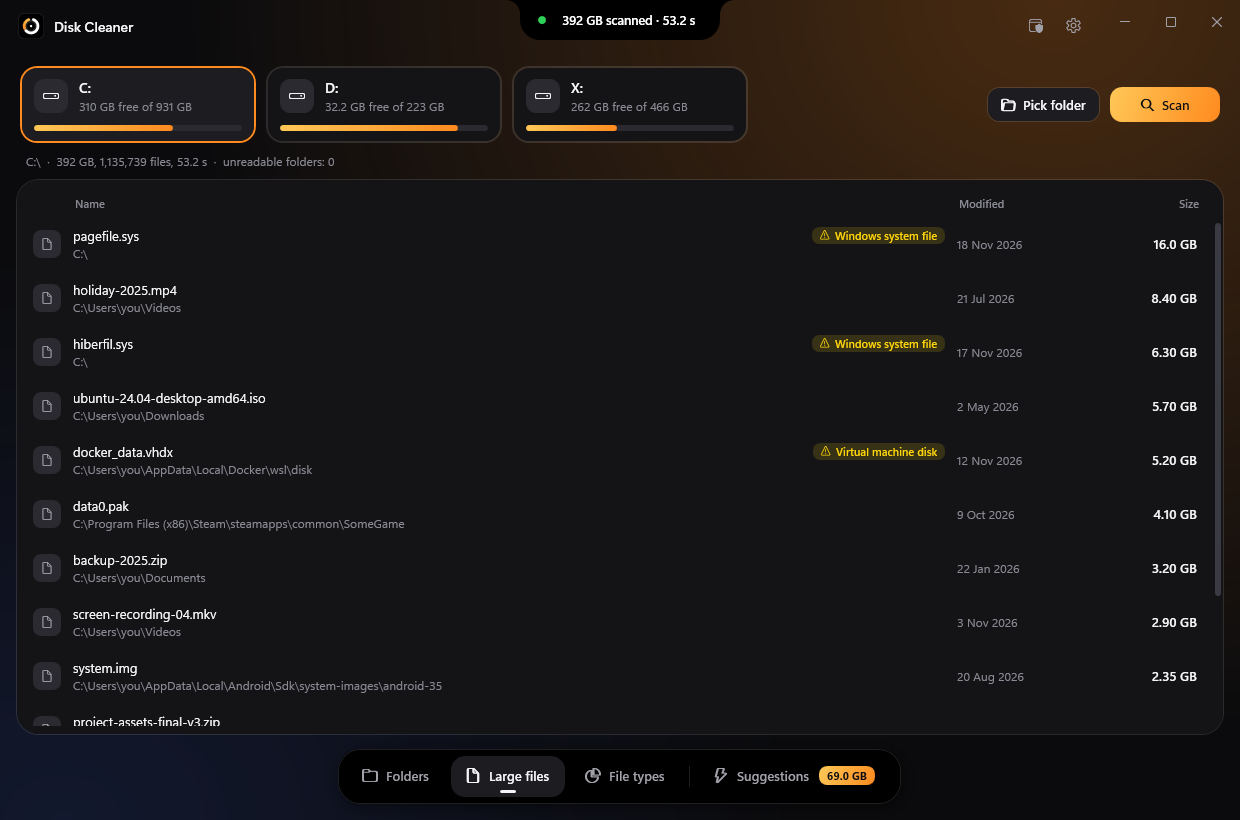 Disk Cleaner
392 GB scanned · 53.2 s
C:
310 GB free of 931 GB
D:
32.2 GB free of 223 GB
X:
262 GB free of 466 GB
Pick folder
Scan
C:\ · 392 GB, 1,135,739 files, 53.2 s · unreadable folders: 0
Name Modified Size
pagefile.sys
C:\
Windows system file
18 Nov 2026
16.0 GB
holiday-2025.mp4
C:\Users\you\Videos
21 Jul 2026
8.40 GB
hiberfil.sys
C:\
Windows system file
17 Nov 2026
6.30 GB
ubuntu-24.04-desktop-amd64.iso
C:\Users\you\Downloads
2 May 2026
5.70 GB
docker_data.vhdx
C:\Users\you\AppData\Local\Docker\wsl\disk
Virtual machine disk
12 Nov 2026
5.20 GB
data0.pak
C:\Program Files (x86)\Steam\steamapps\common\SomeGame
9 Oct 2026
4.10 GB
backup-2025.zip
C:\Users\you\Documents
22 Jan 2026
3.20 GB
screen-recording-04.mkv
C:\Users\you\Videos
3 Nov 2026
2.90 GB
system.img
C:\Users\you\AppData\Local\Android\Sdk\system-images\android-35
20 Aug 2026
2.35 GB
project-assets-final-v3.zip
Folders
Large files
File types
Suggestions
69.0 GB